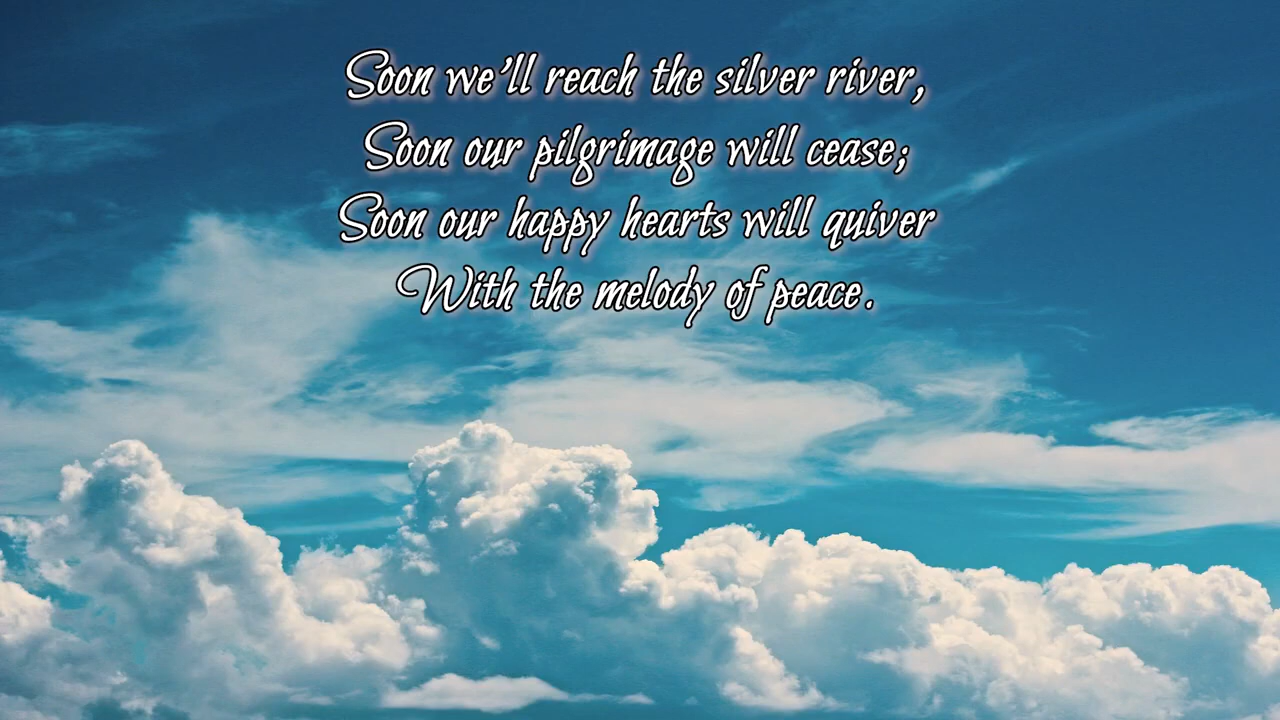 Soon we’ll reach the silver river,
Soon our pilgrimage will cease;
Soon our happy hearts will quiver
With the melody of peace.